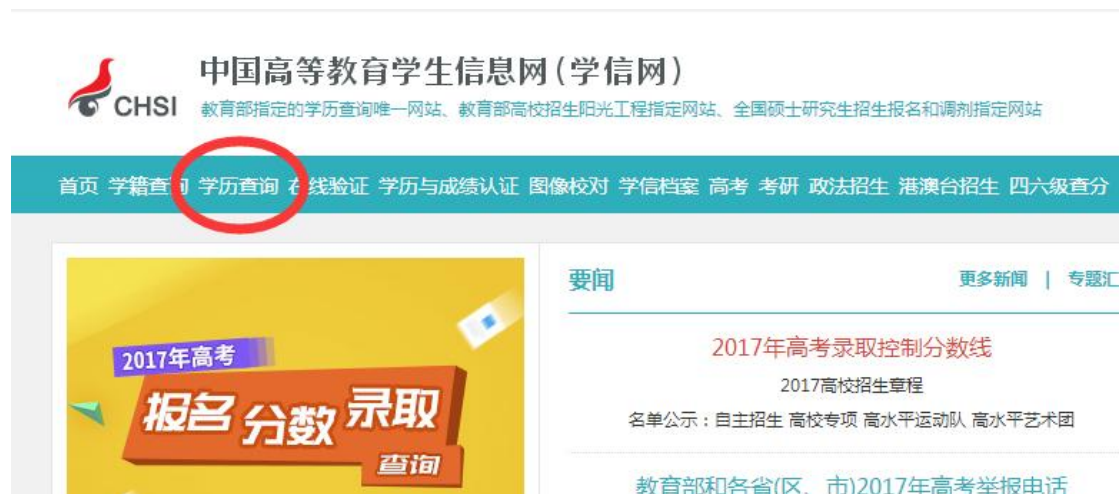 中国高等教育学生信息网(学信网)
CHSI
教育部指定的学历查询唯一网站、教育部高校招生阳光工程指定网站、全国硕士研究生招生报名和调剂指定网站
首页 学籍查询 学历查询 在线验证 学历与成绩认证 图像校对 学信档案 高考 考研 政法招生 港澳台招生 四六级查分
要闻 更多新闻 | 专题汇
2017年高考录取控制分数线
2017高校招生章程
名单公示：自主招生 高校专项 高水平运动队 高水平艺术团
教育部和各省(区、市)2017年高考举报电话
2017年高考
报名 分数 录取
查询